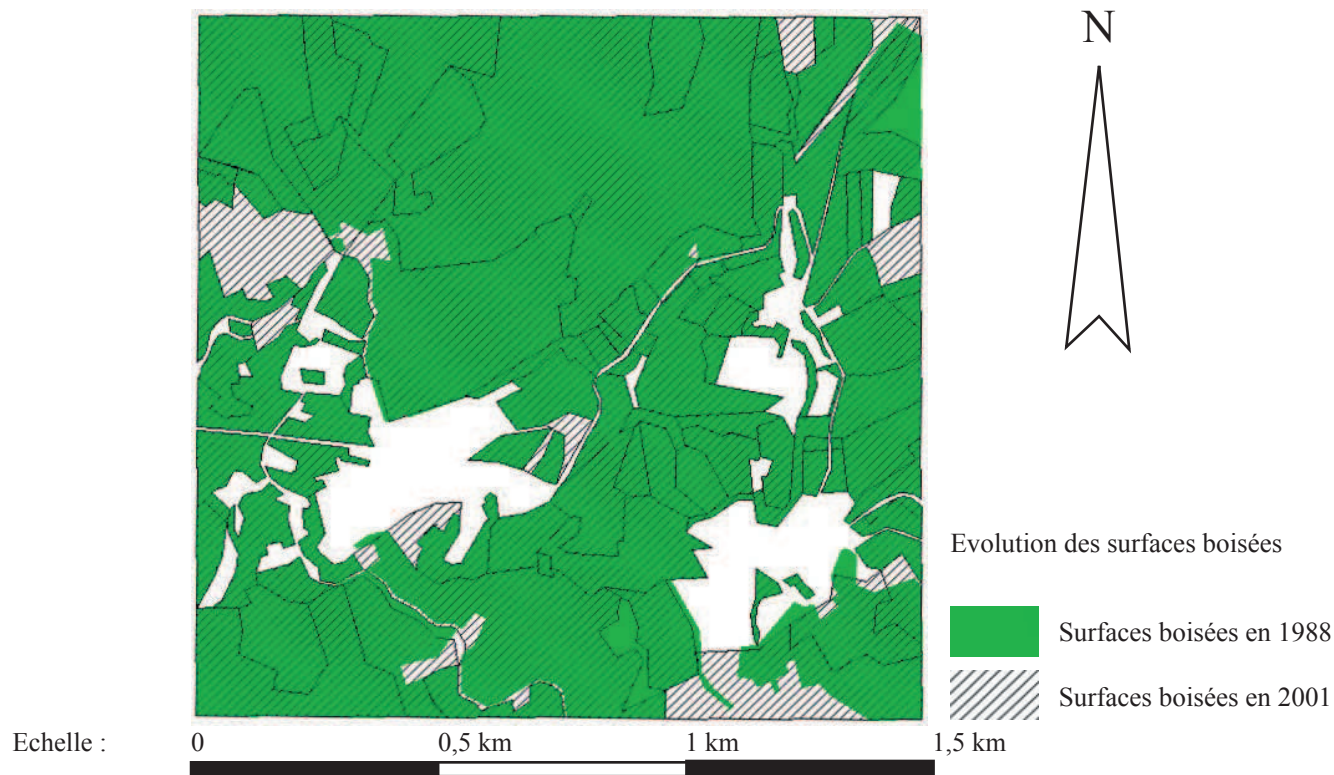 N
Evolution des surfaces boisées
Surfaces boisées en 1988
Surfaces boisées en 2001
Echelle : 0 0,5 km 1 km 1,5 km